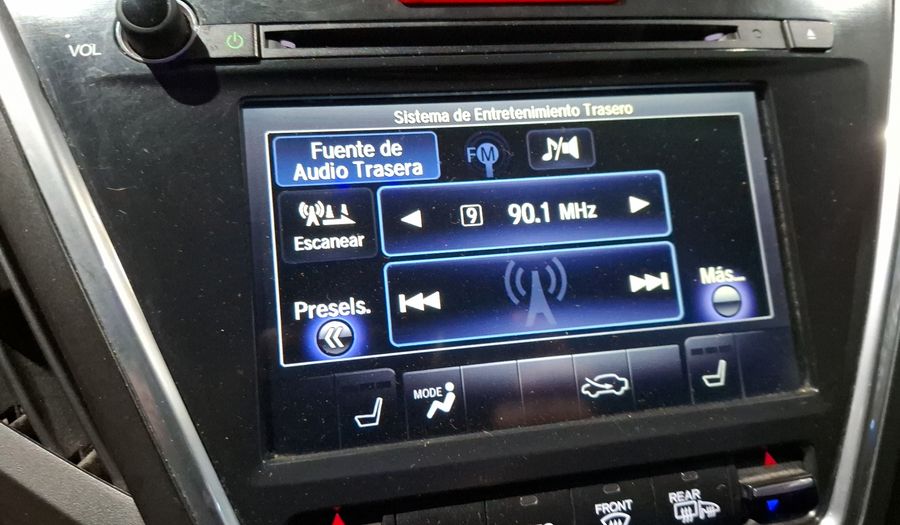 VOL
Sistema de Entretenimiento Trasero
Fuente de
Audio Trasera
FM
Escanear
9 90.1 MHz
Presels.
Más...
MODE
FRONT
REAR